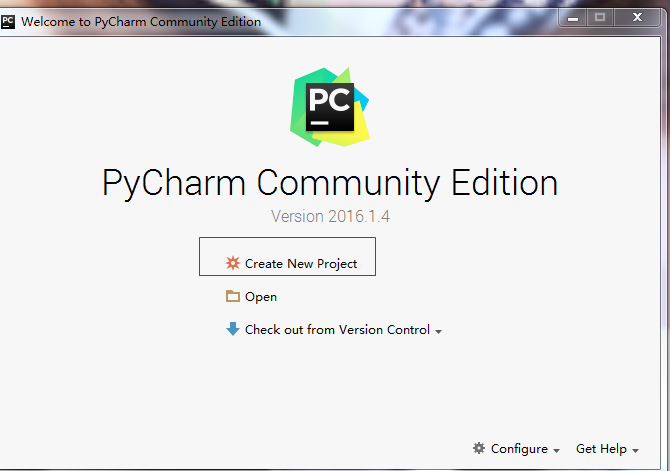 PC Welcome to PyCharm Community Edition
PC
PyCharm Community Edition
Version 2016.1.4
Create New Project
Open
Check out from Version Control
Configure Get Help